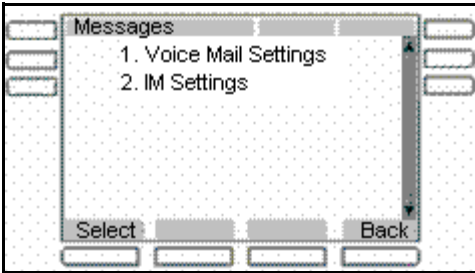 Messages
1. Voice Mail Settings
2. IM Settings
Select Back